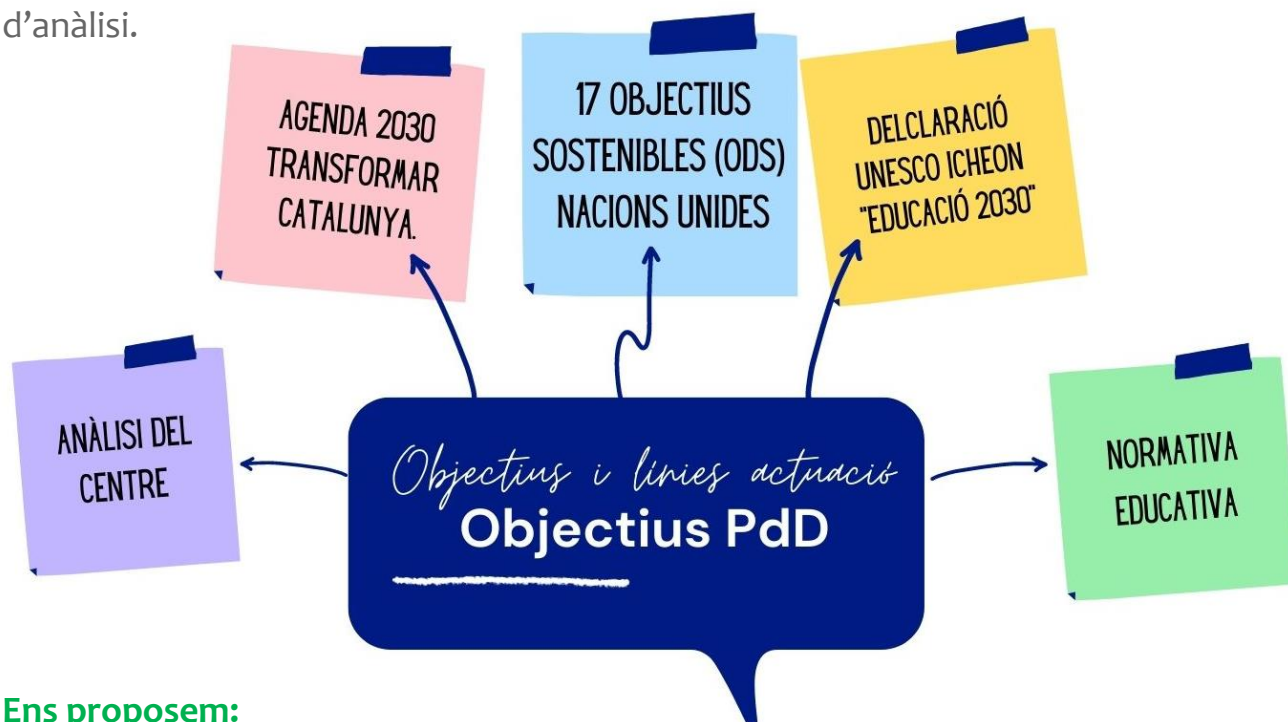 d’anàlisi.
AGENDA 2030
TRANSFORMAR
CATALUNYA.
17 OBJECTIUS
SOSTENIBLES (ODS)
NACIONS UNIDES
DELCLARACIÓ
UNESCO ICHEON
"EDUCACIÓ 2030"
ANÀLISI DEL
CENTRE
Objectius i línies actuació
Objectius PdD
NORMATIVA
EDUCATIVA
Ens proposem: